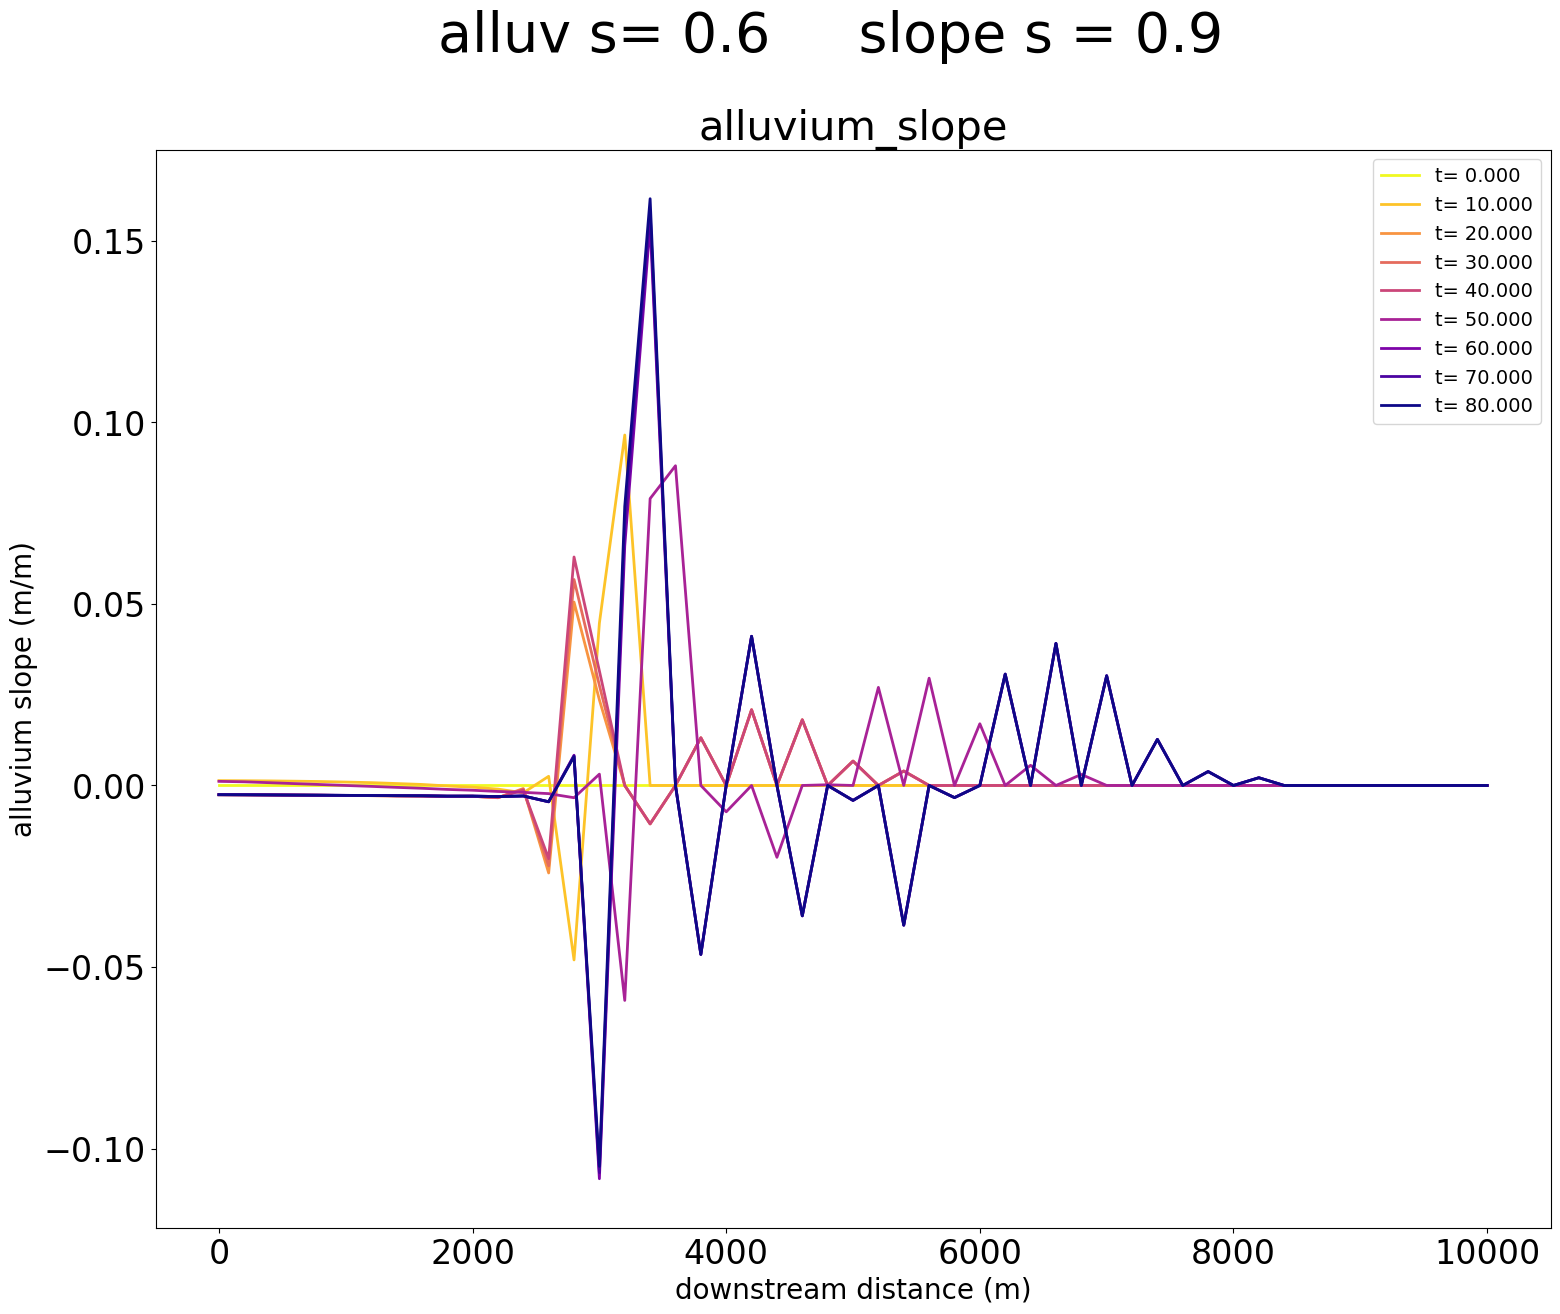 alluv s= 0.6     slope s = 0.9
alluvium_slope
t= 0.000
t= 10.000
t= 20.000
t= 30.000
t= 40.000
t= 50.000
t= 60.000
t= 70.000
t= 80.000
alluvium slope (m/m)
0.15
0.10
0.05
0.00
−0.05
−0.10
0 2000 4000 6000 8000 10000
downstream distance (m)